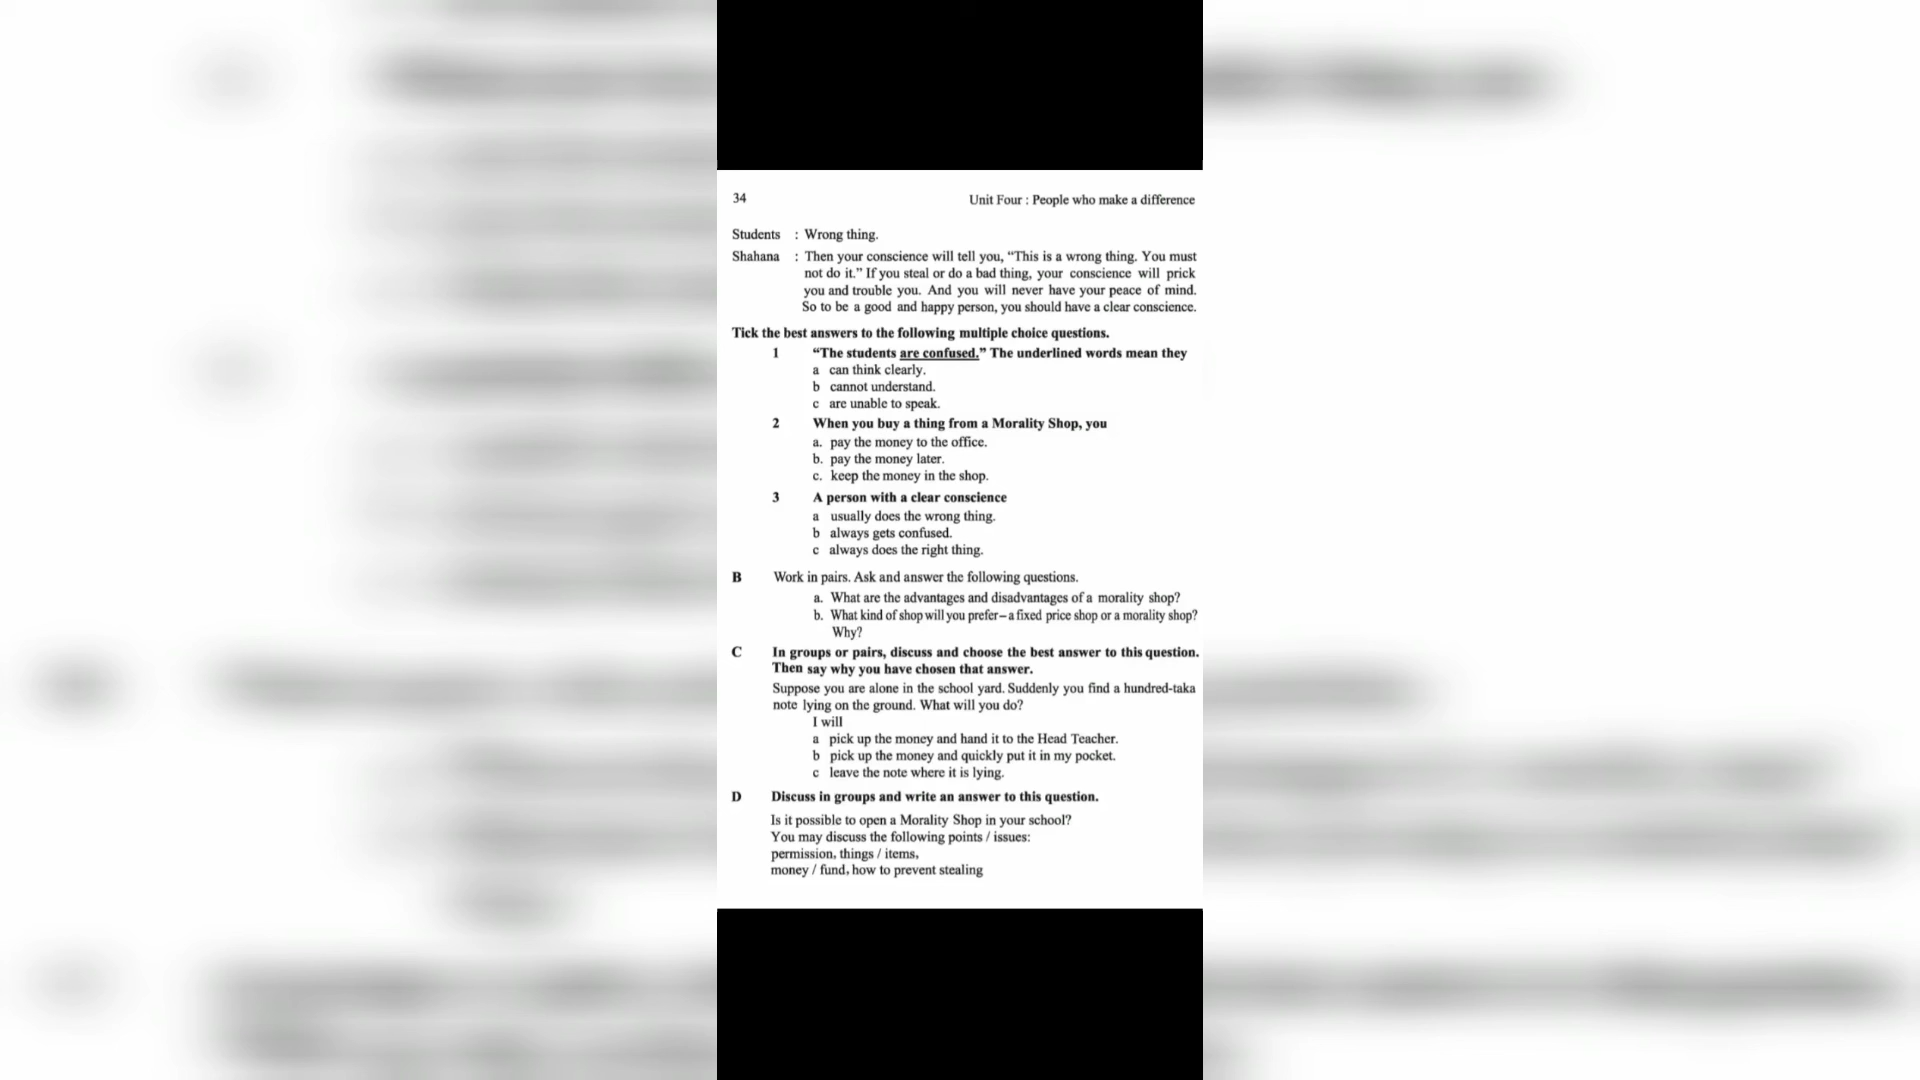 34 Unit Four : People who make a difference
Students : Wrong thing.
Shahana : Then your conscience will tell you, “This is a wrong thing. You must
not do it.” If you steal or do a bad thing, your conscience will prick
you and trouble you. And you will never have your peace of mind.
So to be a good and happy person, you should have a clear conscience.
Tick the best answers to the following multiple choice questions.
1 “The students are confused.” The underlined words mean they
a can think clearly.
b cannot understand.
c are unable to speak.
2 When you buy a thing from a Morality Shop, you
a. pay the money to the office.
b. pay the money later.
c. keep the money in the shop.
3 A person with a clear conscience
a usually does the wrong thing.
b always gets confused.
c always does the right thing.
B Work in pairs. Ask and answer the following questions.
a. What are the advantages and disadvantages of a morality shop?
b. What kind of shop will you prefer–a fixed price shop or a morality shop?
Why?
C In groups or pairs, discuss and choose the best answer to this question.
Then say why you have chosen that answer.
Suppose you are alone in the school yard. Suddenly you find a hundred-taka
note lying on the ground. What will you do?
I will
a pick up the money and hand it to the Head Teacher.
b pick up the money and quickly put it in my pocket.
c leave the note where it is lying.
D Discuss in groups and write an answer to this question.
Is it possible to open a Morality Shop in your school?
You may discuss the following points / issues:
permission, things / items,
money / fund, how to prevent stealing